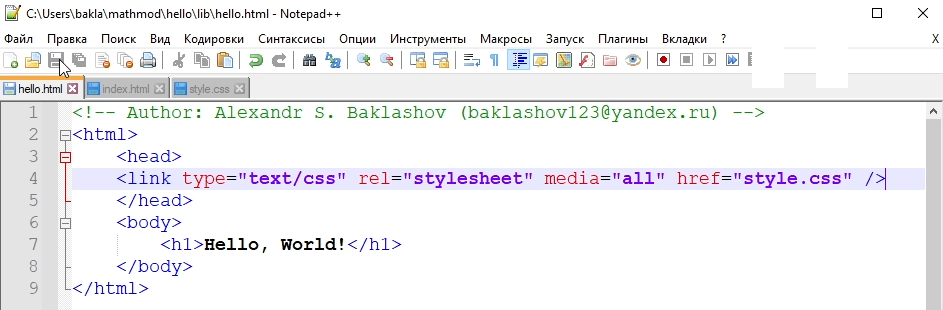 C:\Users\bakla\mathmod\hello\lib\hello.html - Notepad++
Файл Правка Поиск Вид Кодировки Синтаксисы Опции Инструменты Макросы Запуск Плагины Вкладки ? X
hello.html index.html style.css
1 <!-- Author: Alexandr S. Baklashov (baklashov123@yandex.ru) -->
2 <html>
3 <head>
4 <link type="text/css" rel="stylesheet" media="all" href="style.css" />
5 </head>
6 <body>
7 <h1>Hello, World!</h1>
8 </body>
9 </html>